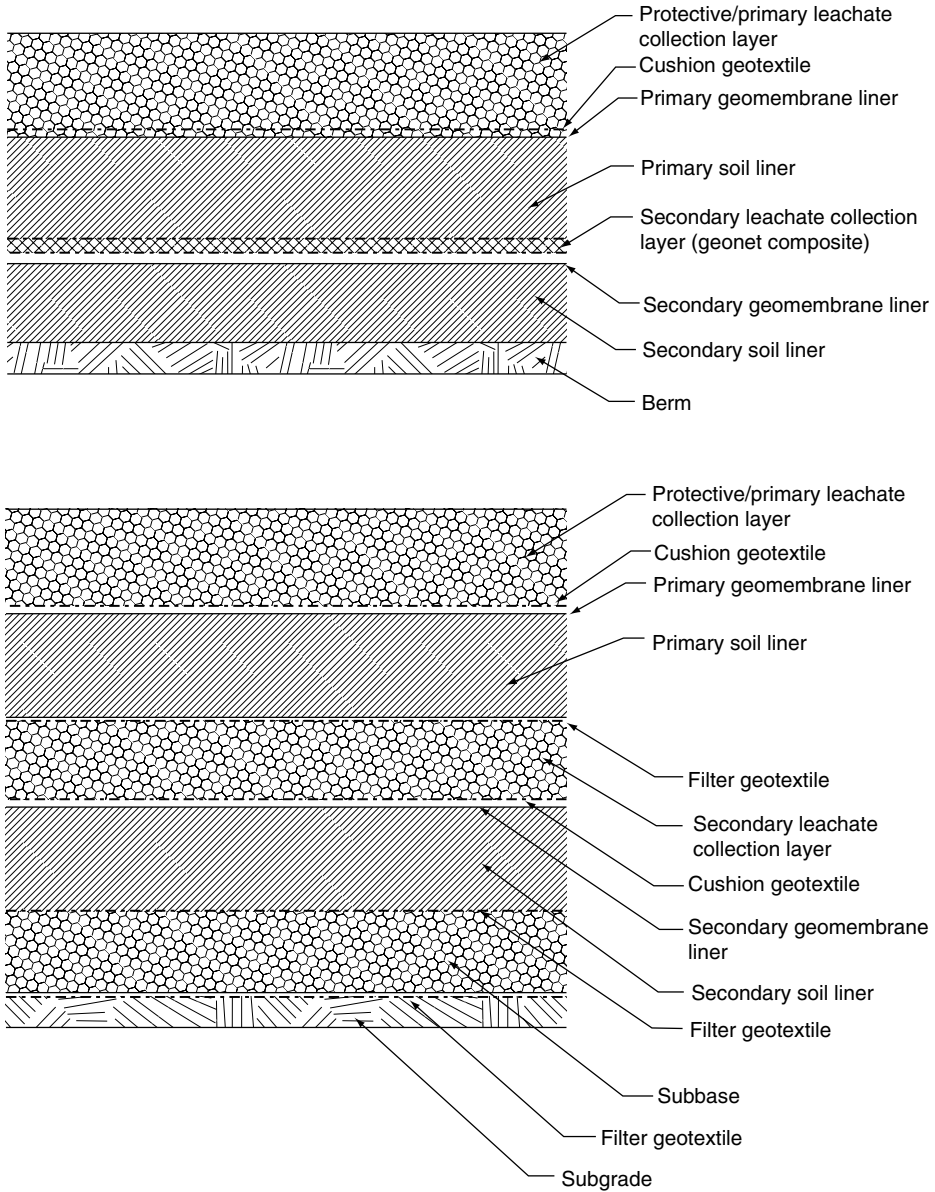 Protective/primary leachate
collection layer
Cushion geotextile
Primary geomembrane liner
Primary soil liner
Secondary leachate collection
layer (geonet composite)
Secondary geomembrane liner
Secondary soil liner
Berm
Protective/primary leachate
collection layer
Cushion geotextile
Primary geomembrane liner
Primary soil liner
Filter geotextile
Secondary leachate
collection layer
Cushion geotextile
Secondary geomembrane
liner
Secondary soil liner
Filter geotextile
Subbase
Filter geotextile
Subgrade